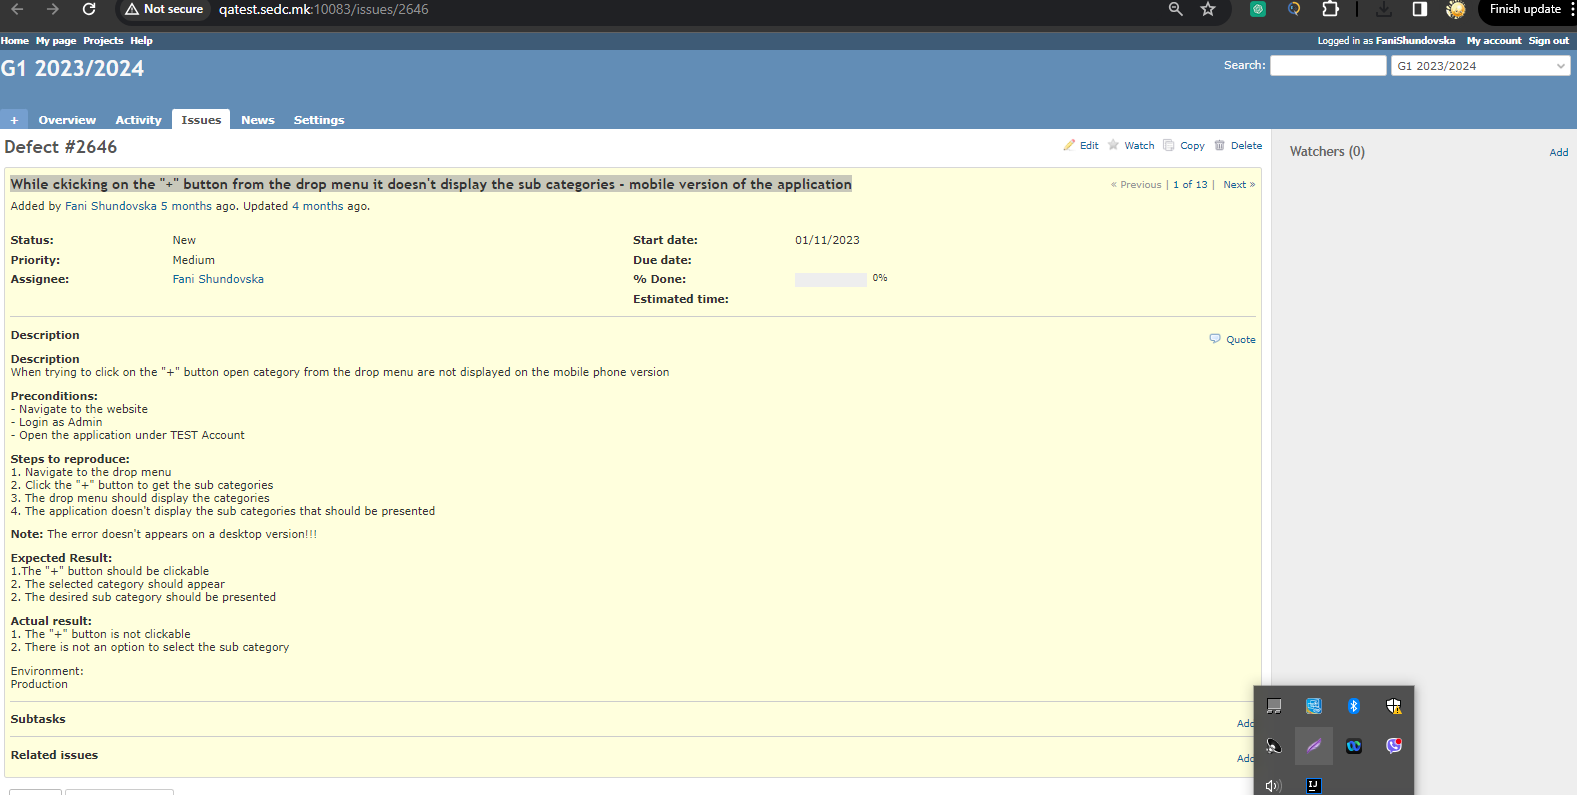 Not secure qatest.sedc.mk:10083/issues/2646 Finish update
Home My page Projects Help Logged in as FaniShundovska My account Sign out
G1 2023/2024 Search: G1 2023/2024
+ Overview Activity Issues News Settings
Defect #2646 Edit Watch Copy Delete Watchers (0) Add
While ckicking on the "+" button from the drop menu it doesn't display the sub categories - mobile version of the application « Previous | 1 of 13 | Next »
Added by Fani Shundovska 5 months ago. Updated 4 months ago.
Status: New Start date: 01/11/2023
Priority: Medium Due date:
Assignee: Fani Shundovska % Done: 0%
Estimated time:
Description Quote
Description
When trying to click on the "+" button open category from the drop menu are not displayed on the mobile phone version
Preconditions:
- Navigate to the website
- Login as Admin
- Open the application under TEST Account
Steps to reproduce:
1. Navigate to the drop menu
2. Click the "+" button to get the sub categories
3. The drop menu should display the categories
4. The application doesn't display the sub categories that should be presented
Note: The error doesn't appears on a desktop version!!!
Expected Result:
1.The "+" button should be clickable
2. The selected category should appear
2. The desired sub category should be presented
Actual result:
1. The "+" button is not clickable
2. There is not an option to select the sub category
Environment:
Production
Subtasks Add
Related issues Add
IJ